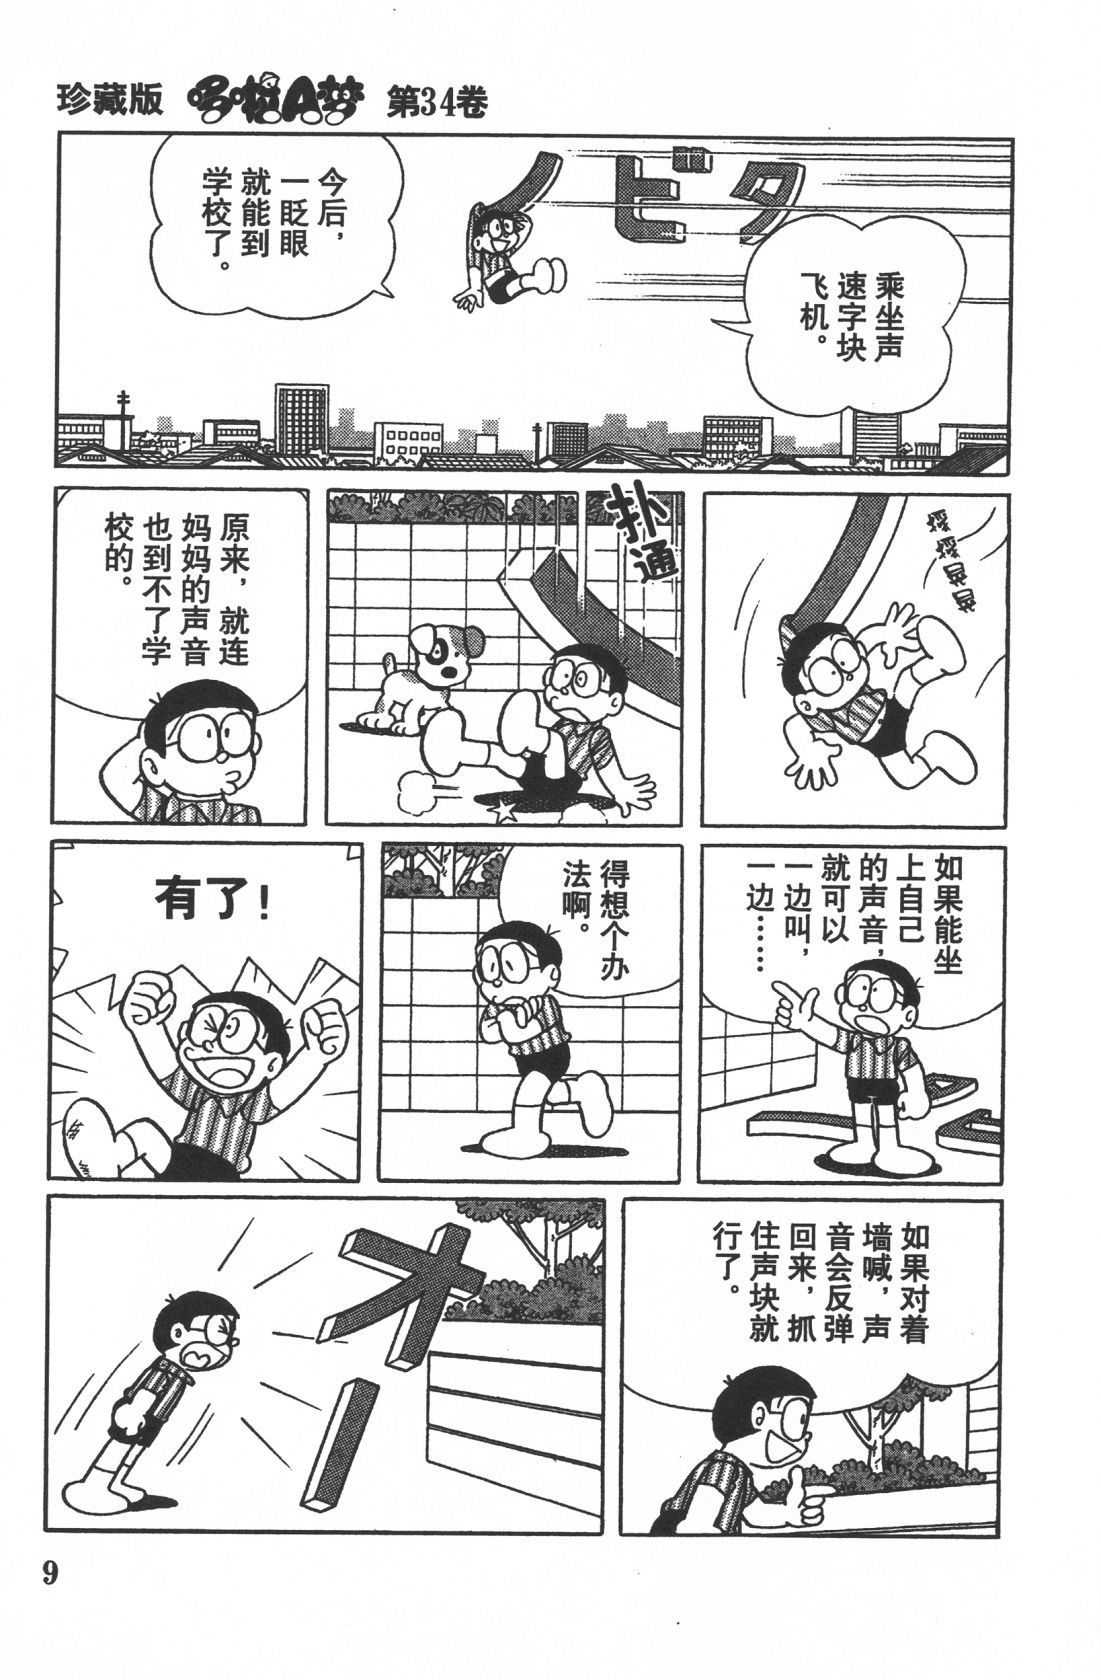 珍藏版 哆啦A梦 第34卷
乘坐声
速字块
飞机。
今后，
一眨眼
就能到
学校了。
ノビタ
扑通
原来，就连
妈妈的声音
也到不了学
校的。
如果能坐
上自己
的声音，
就可以
一边叫，
一边……
得想个办
法啊。
有了！
如果对着
墙喊，声
音会反弹
回来，抓
住声块就
行了。
オー
9